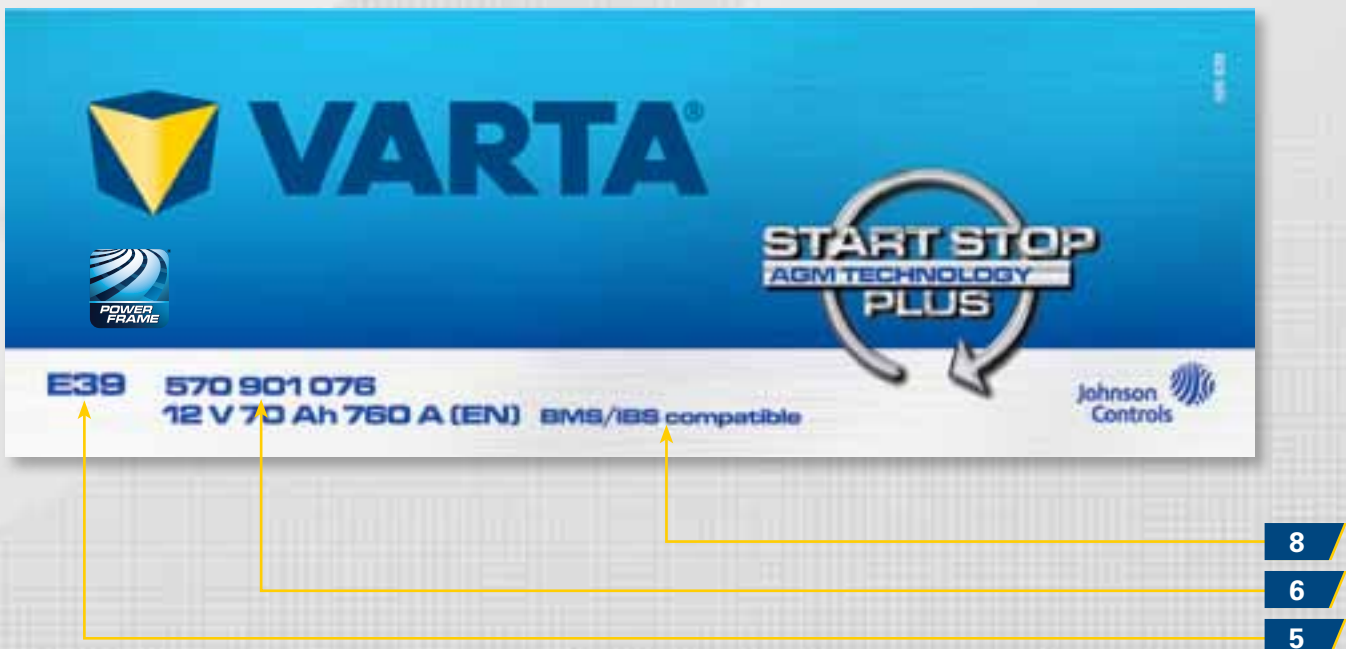 VARTA®
START STOP
AGM TECHNOLOGY
PLUS
POWER
FRAME
E39 570 901 076
12 V 70 Ah 760 A (EN) BMS/IBS compatible
Johnson
Controls
8
6
5